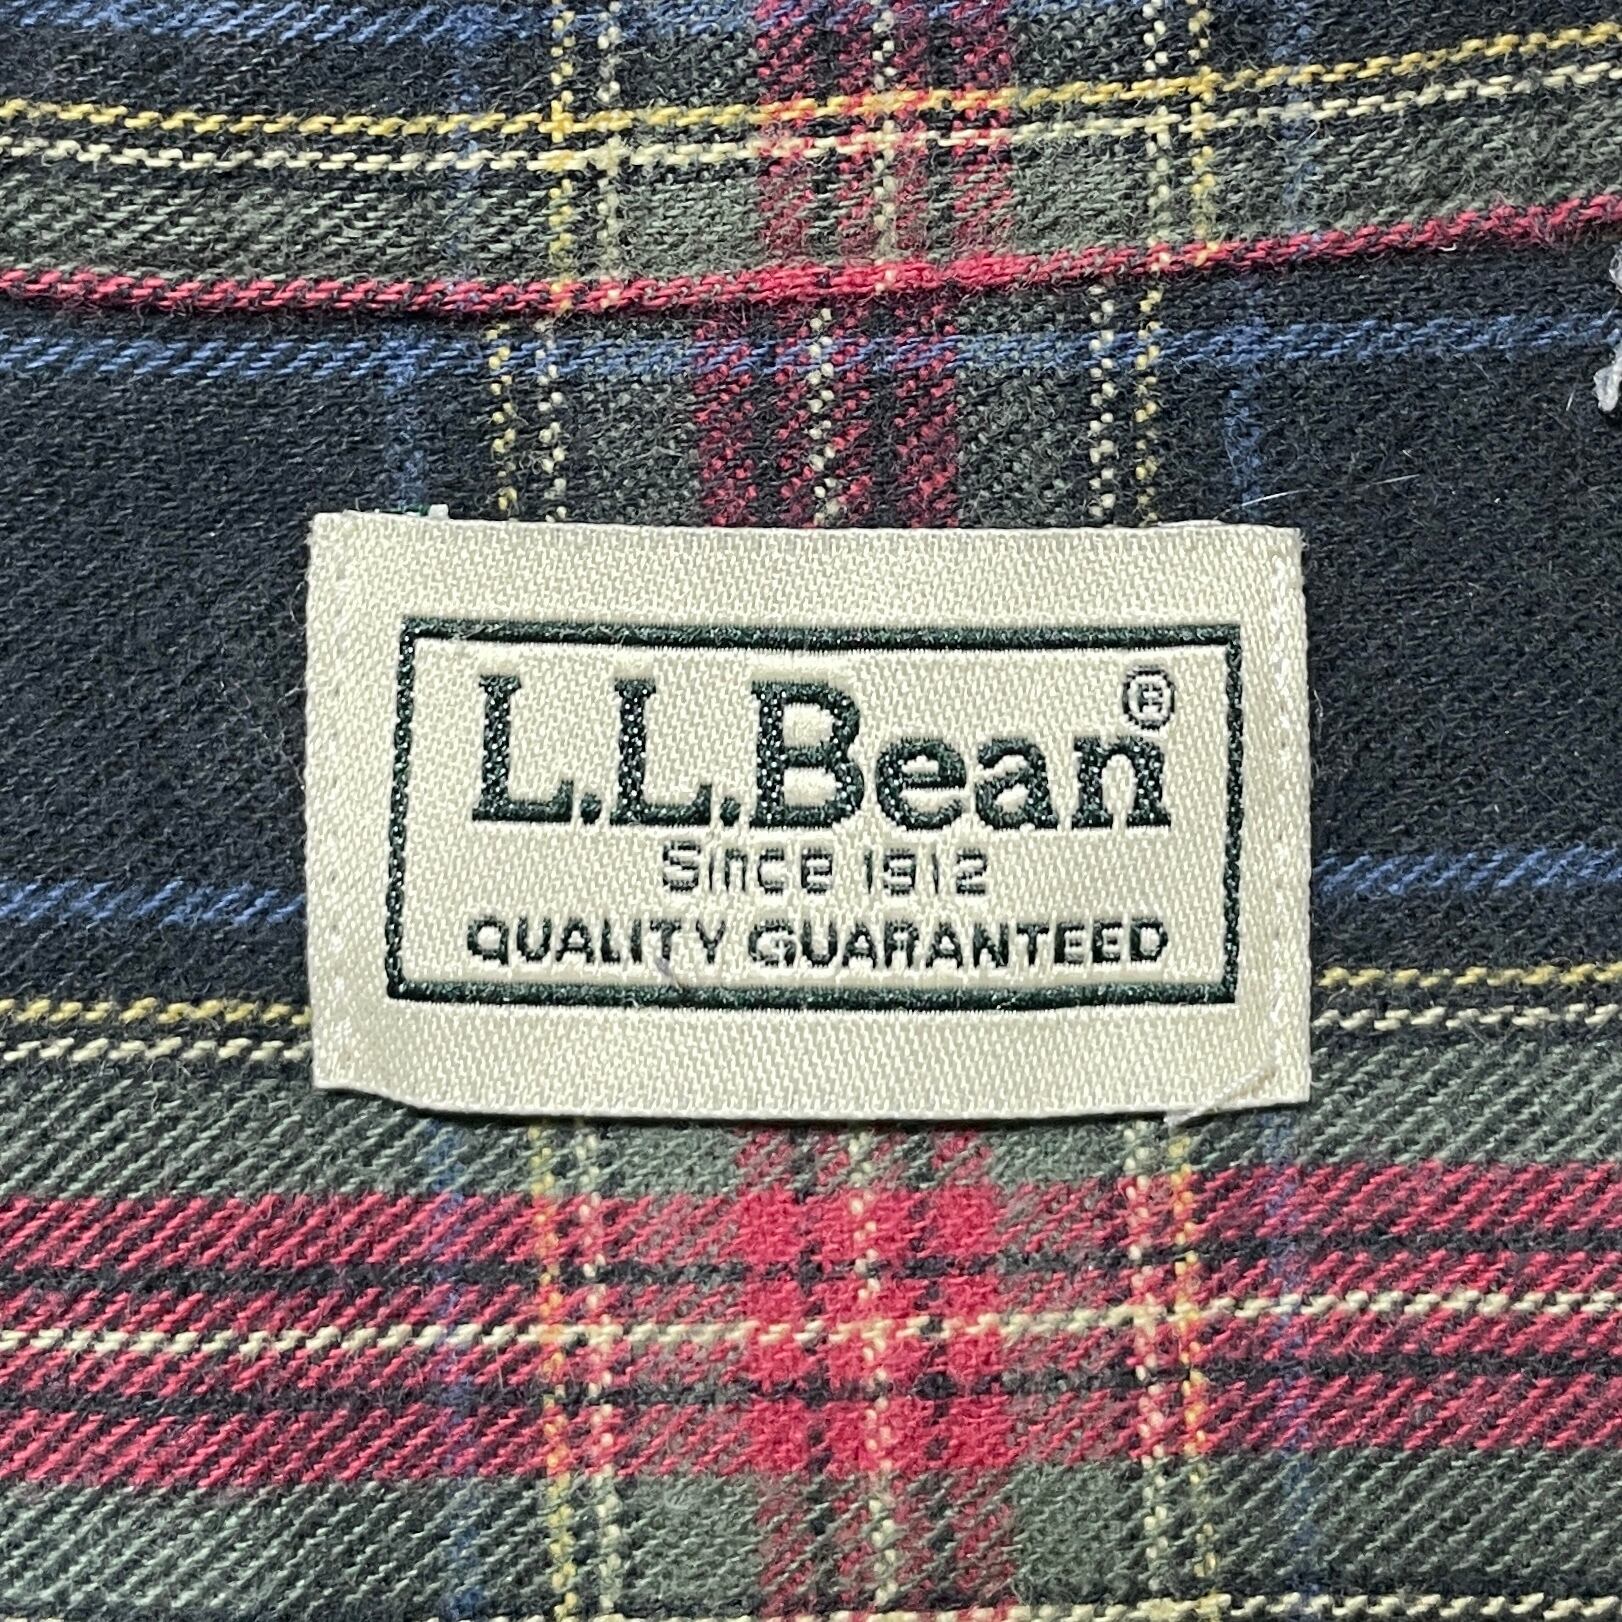 L.L.Bean®
Since 1912
QUALITY GUARANTEED